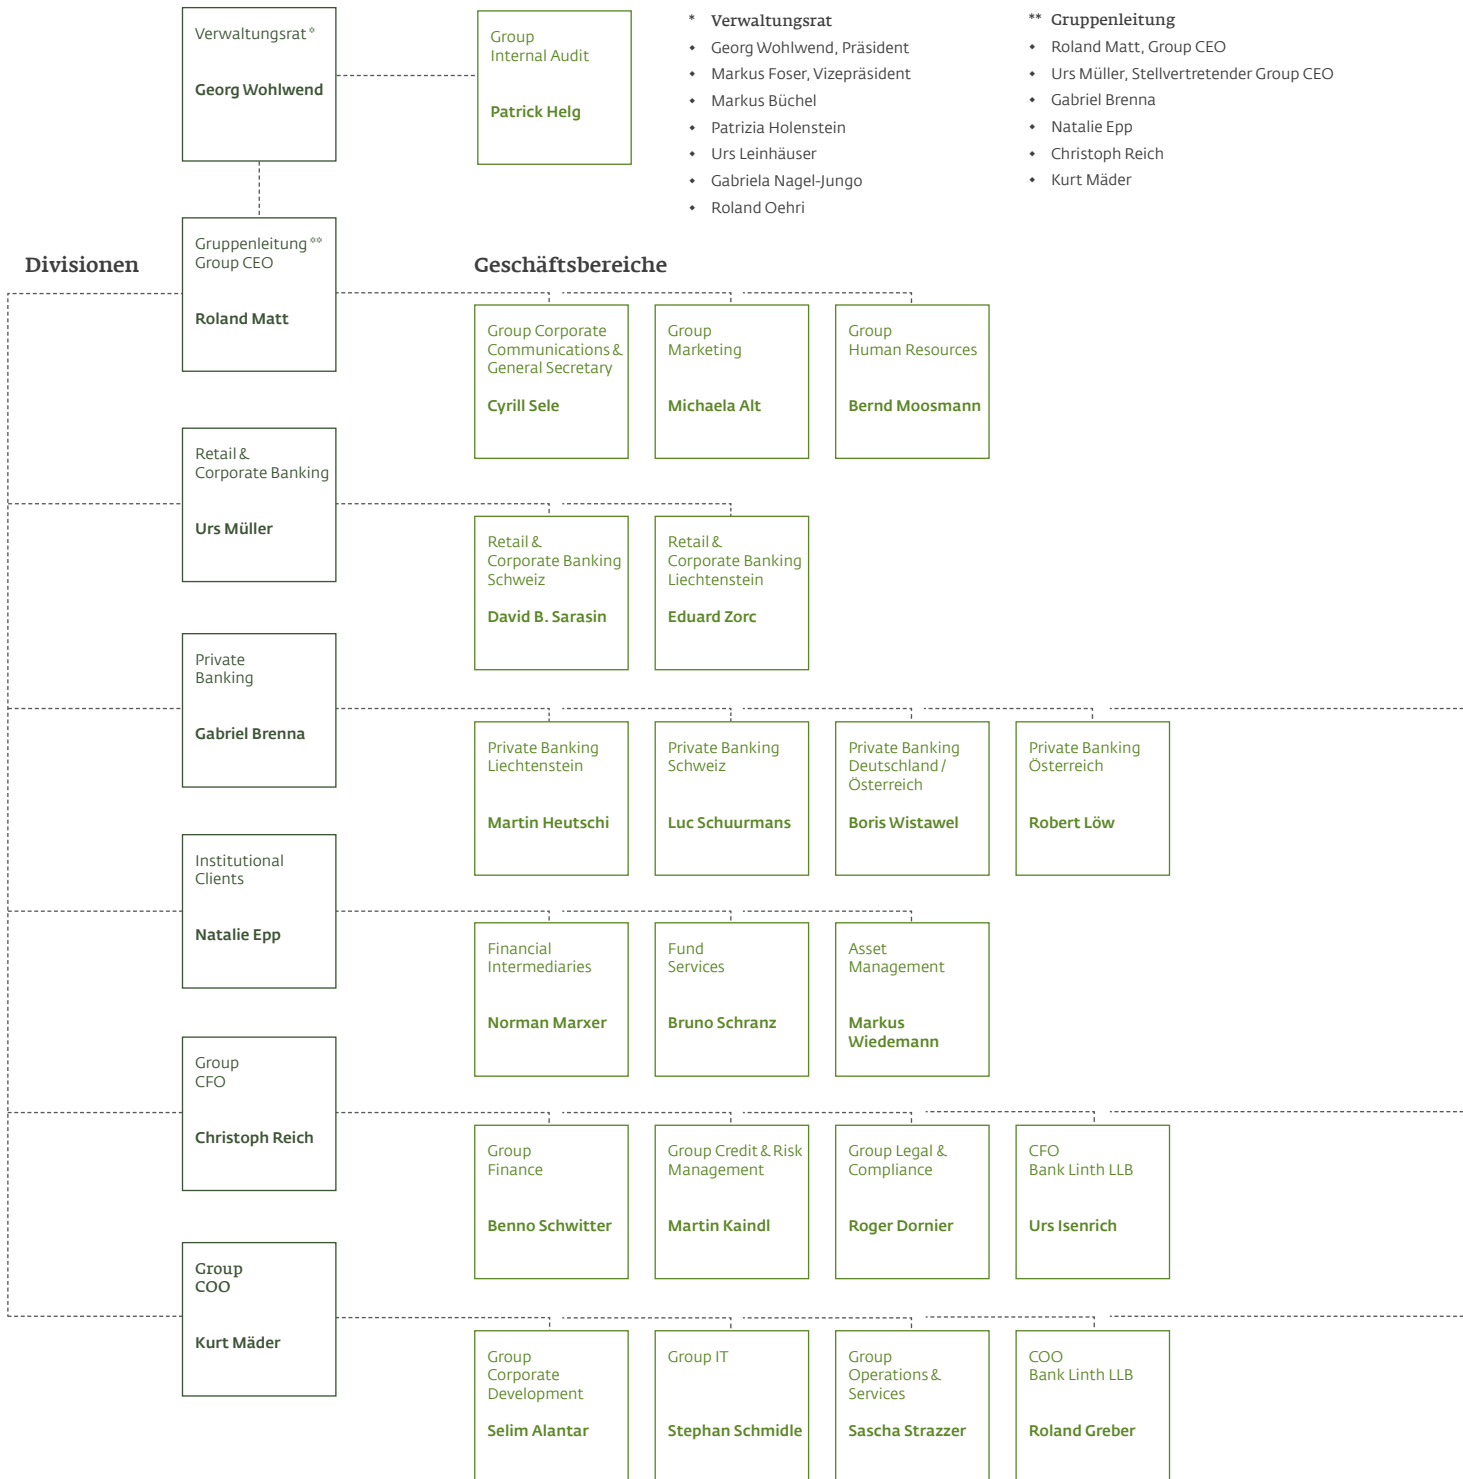 Verwaltungsrat *
Georg Wohlwend
Group
Internal Audit
Patrick Helg
* Verwaltungsrat
• Georg Wohlwend, Präsident
• Markus Foser, Vizepräsident
• Markus Büchel
• Patrizia Holenstein
• Urs Leinhäuser
• Gabriela Nagel-Jungo
• Roland Oehri
** Gruppenleitung
• Roland Matt, Group CEO
• Urs Müller, Stellvertretender Group CEO
• Gabriel Brenna
• Natalie Epp
• Christoph Reich
• Kurt Mäder
Divisionen
Geschäftsbereiche
Gruppenleitung **
Group CEO
Roland Matt
Group Corporate
Communications &
General Secretary
Cyrill Sele
Group
Marketing
Michaela Alt
Group
Human Resources
Bernd Moosmann
Retail &
Corporate Banking
Urs Müller
Retail &
Corporate Banking
Schweiz
David B. Sarasin
Retail &
Corporate Banking
Liechtenstein
Eduard Zorc
Private
Banking
Gabriel Brenna
Private Banking
Liechtenstein
Martin Heutschi
Private Banking
Schweiz
Luc Schuurmans
Private Banking
Deutschland /
Österreich
Boris Wistawel
Private Banking
Österreich
Robert Löw
Institutional
Clients
Natalie Epp
Financial
Intermediaries
Norman Marxer
Fund
Services
Bruno Schranz
Asset
Management
Markus
Wiedemann
Group
CFO
Christoph Reich
Group
Finance
Benno Schwitter
Group Credit & Risk
Management
Martin Kaindl
Group Legal &
Compliance
Roger Dornier
CFO
Bank Linth LLB
Urs Isenrich
Group
COO
Kurt Mäder
Group
Corporate
Development
Selim Alantar
Group IT
Stephan Schmidle
Group
Operations &
Services
Sascha Strazzer
COO
Bank Linth LLB
Roland Greber